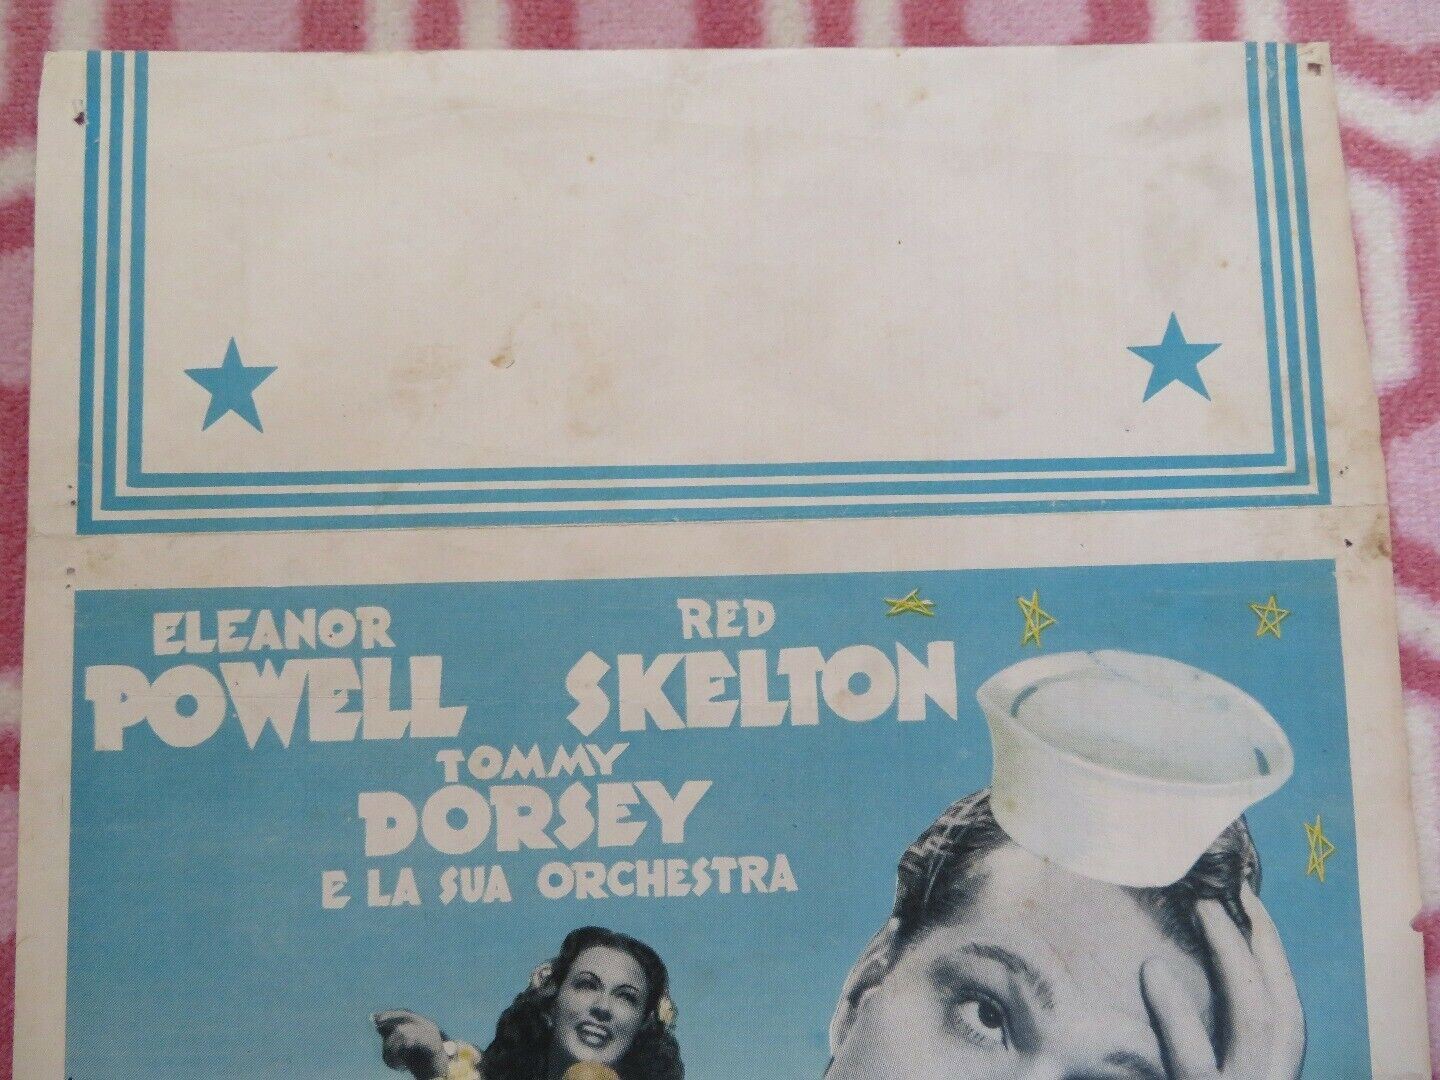 ELEANOR
POWELL
RED
SKELTON
TOMMY
DORSEY
E LA SUA ORCHESTRA